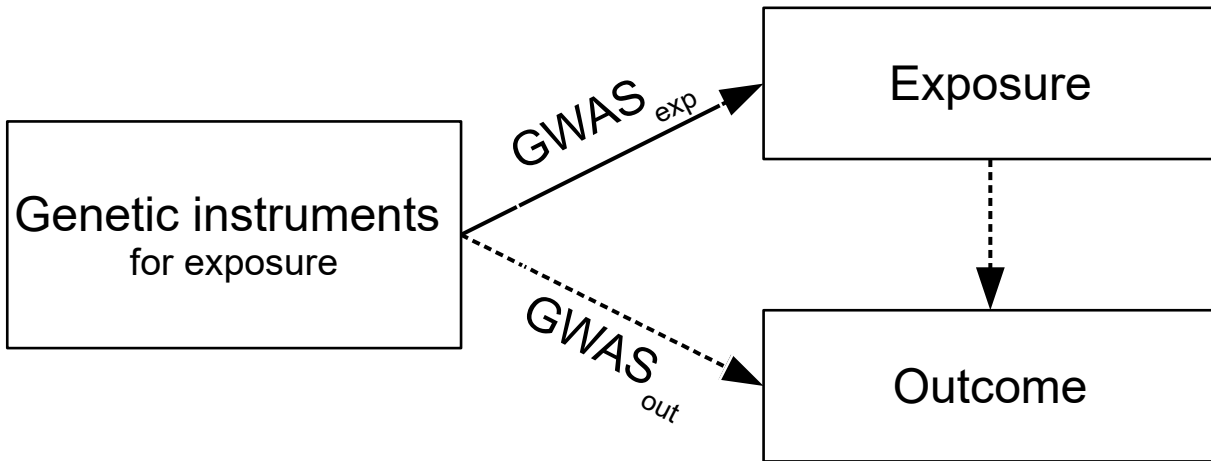 Genetic instruments
for exposure
GWAS exp
Exposure
GWAS out
Outcome